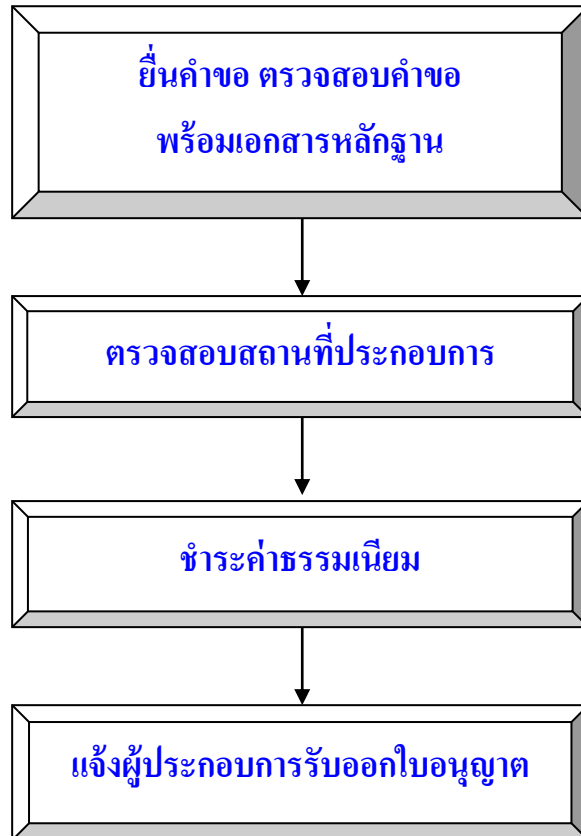 ยื่นคำขอ ตรวจสอบคำขอ
พร้อมเอกสารหลักฐาน
ตรวจสอบสถานที่ประกอบการ
ชำระค่าธรรมเนียม
แจ้งผู้ประกอบการรับออกใบอนุญาต